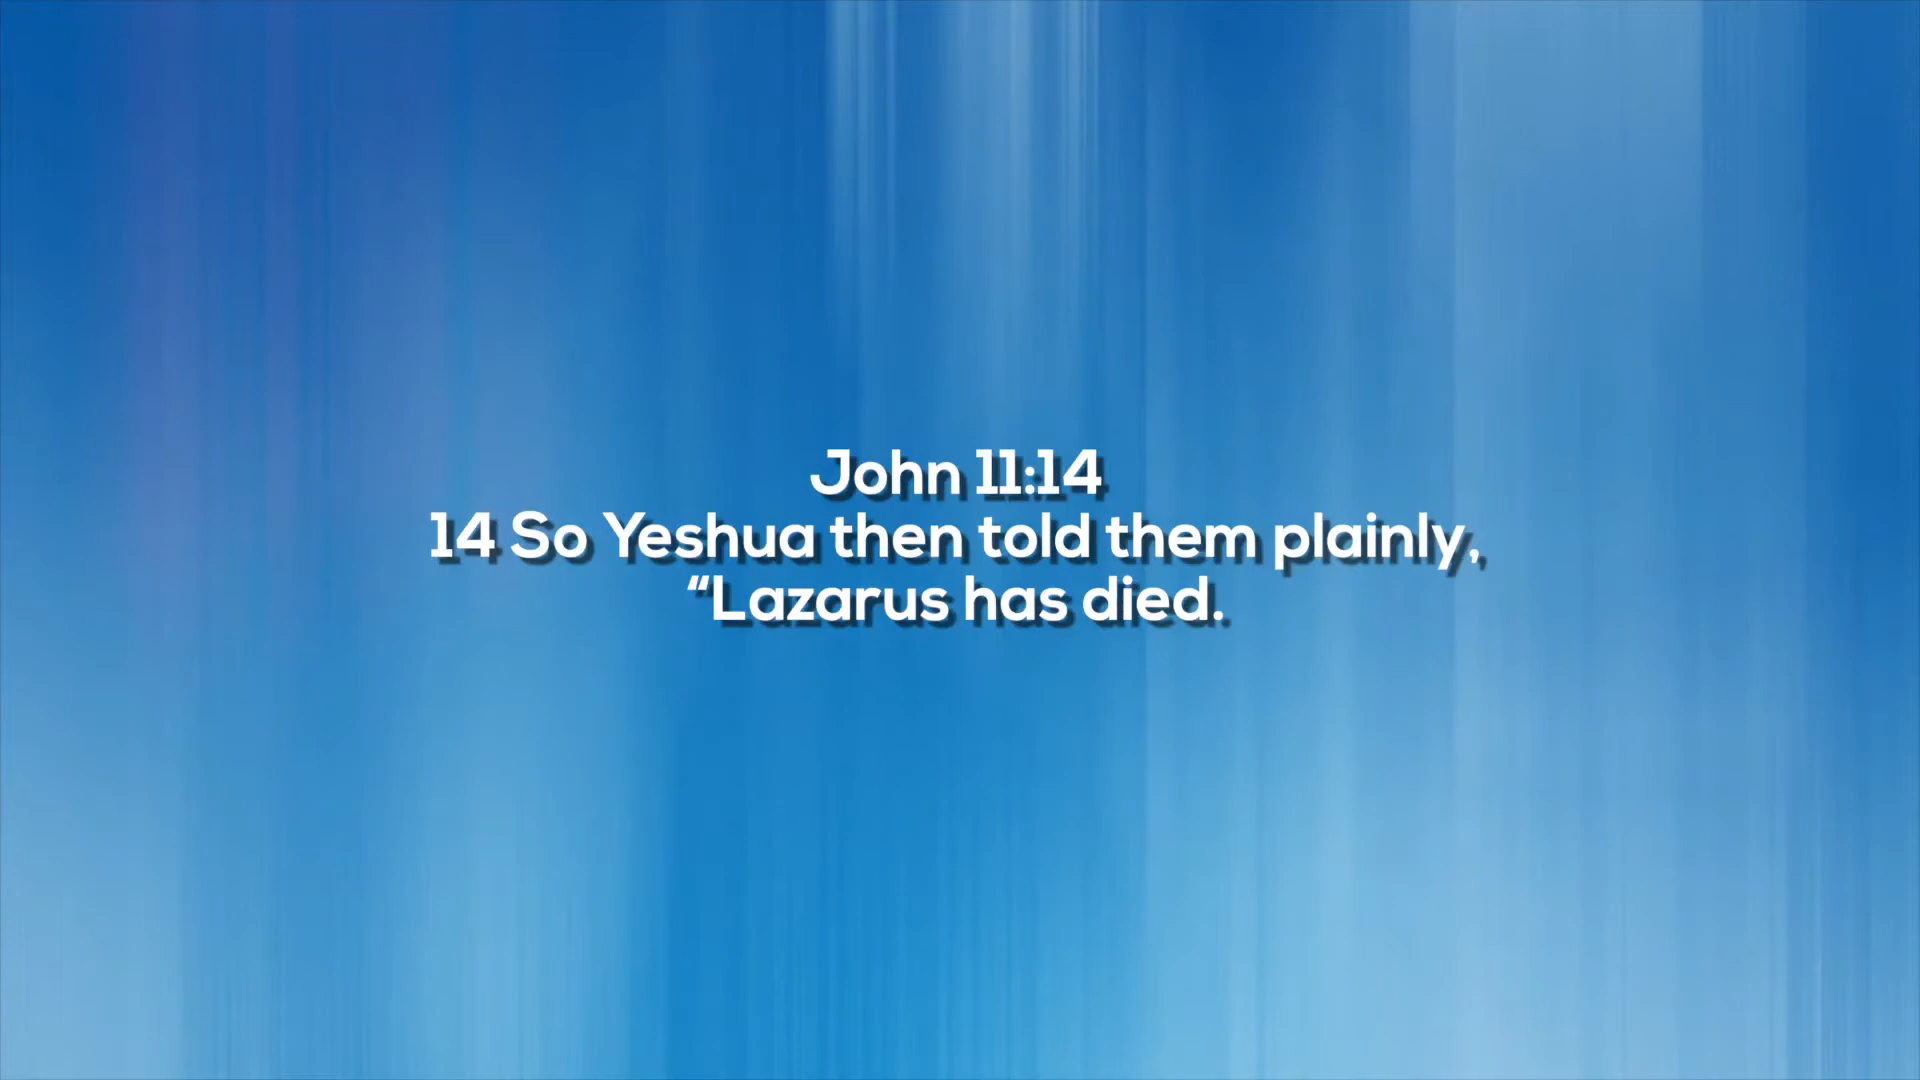 John 11:14
14 So Yeshua then told them plainly,
“Lazarus has died.